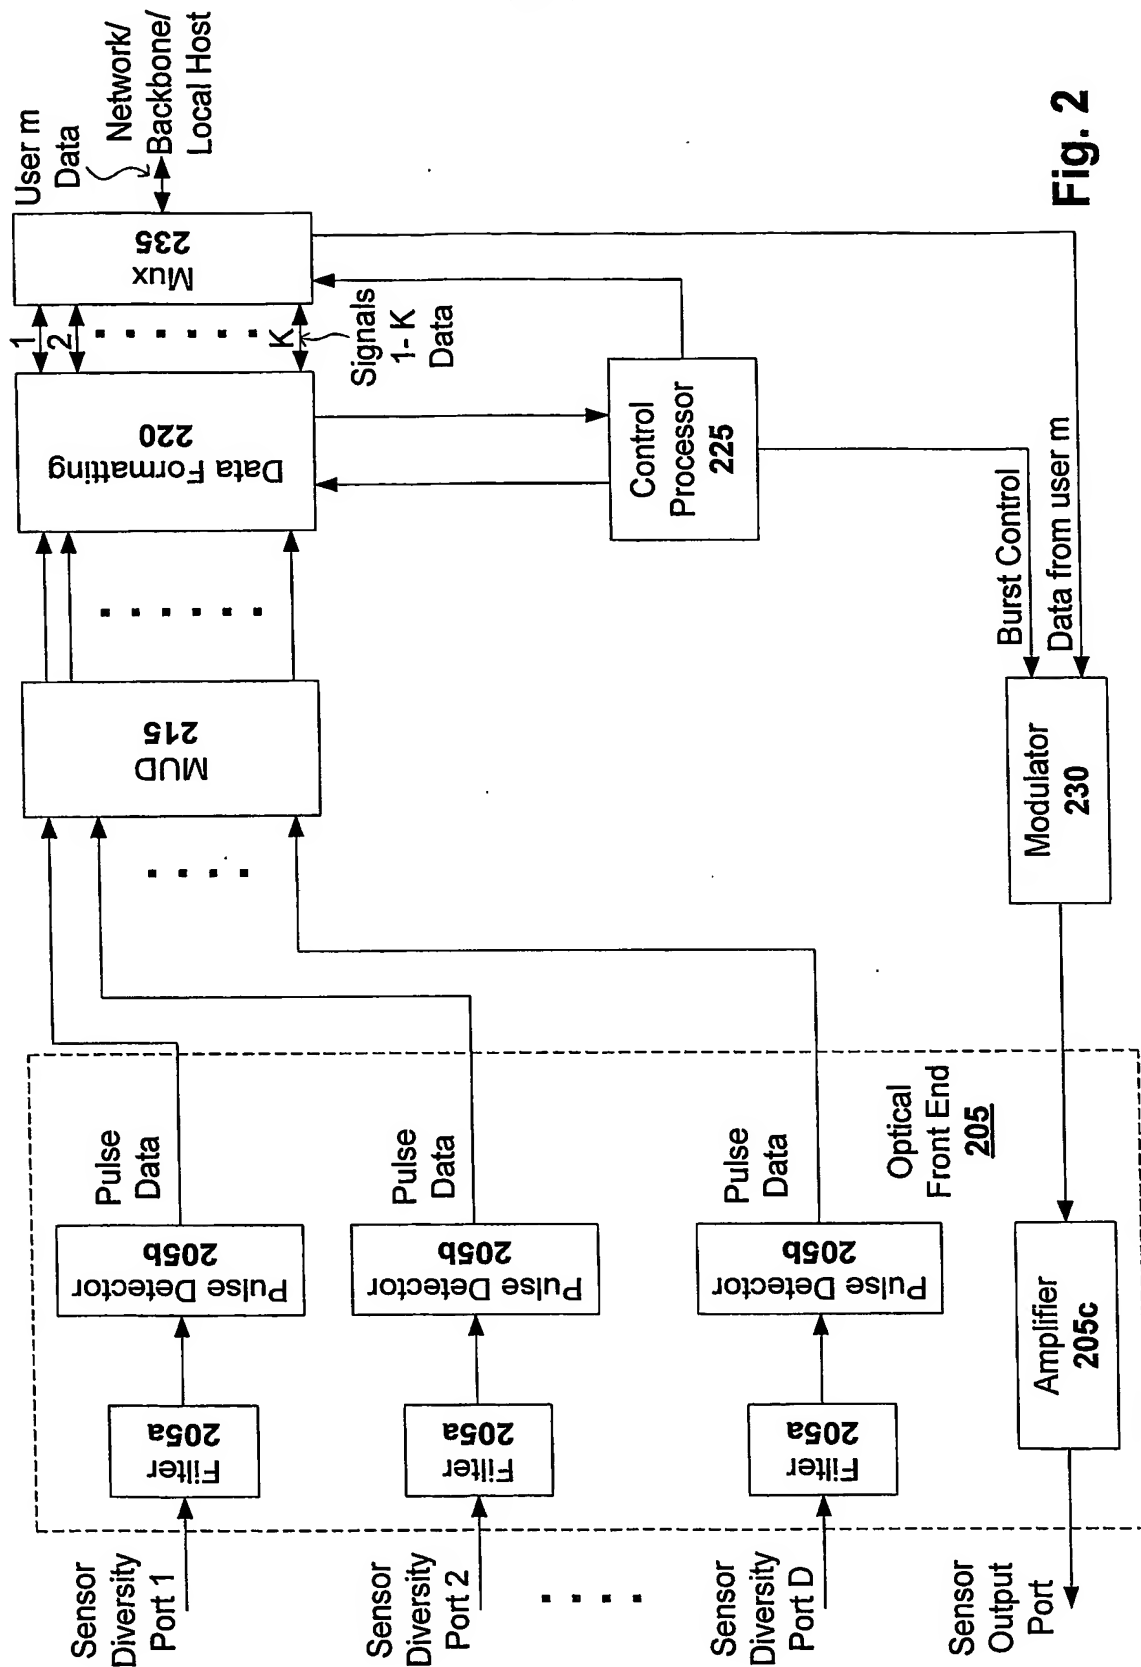 Sensor
Diversity
Port 1
Filter
205a
Pulse Detector
205b
Pulse
Data
Sensor
Diversity
Port 2
Filter
205a
Pulse Detector
205b
Pulse
Data
Sensor
Diversity
Port D
Filter
205a
Pulse Detector
205b
Pulse
Data
Optical
Front End
205
Sensor
Output
Port
Amplifier
205c
MUD
215
Data Formatting
220
1
2
K
Signals
1- K
Data
Mux
235
User m
Data
Network/
Backbone/
Local Host
Control
Processor
225
Burst Control
Data from user m
Modulator
230
Fig. 2